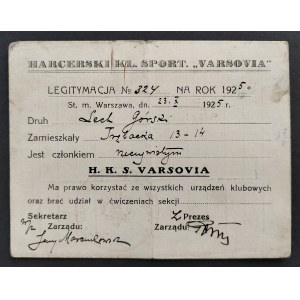 HARCERSKI KL. SPORT. „VARSOVIA”
LEGITYMACJA № 324 NA ROK 1925
St. m. Warszawa, dn. 23.X 1925 r.
Druh Lech Górski
Zamieszkały 13-14
Jest członkiem rzeczywistym
H. K. S. VARSOVIA
Ma prawo korzystać ze wszystkich urządzeń klubowych
oraz brać udział w ćwiczeniach sekcji
Sekretarz Prezes
Zarządu: Zarządu: